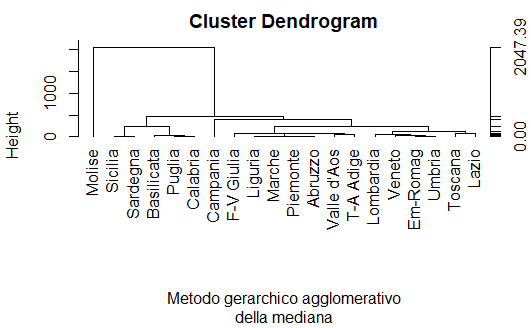 Cluster Dendrogram
Height
0
1000
Molise
Sicilia
Sardegna
Basilicata
Puglia
Calabria
Campania
F-V Giulia
Liguria
Marche
Piemonte
Abruzzo
Valle d'Aos
T-A Adige
Lombardia
Veneto
Em-Romag
Umbria
Toscana
Lazio
0.00
2047.39
Metodo gerarchico agglomerativo
della mediana